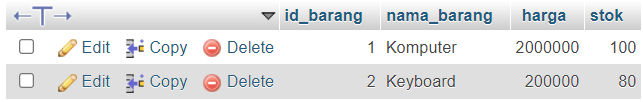 id_barang nama_barang harga stok
Edit Copy Delete 1 Komputer 2000000 100
Edit Copy Delete 2 Keyboard 200000 80